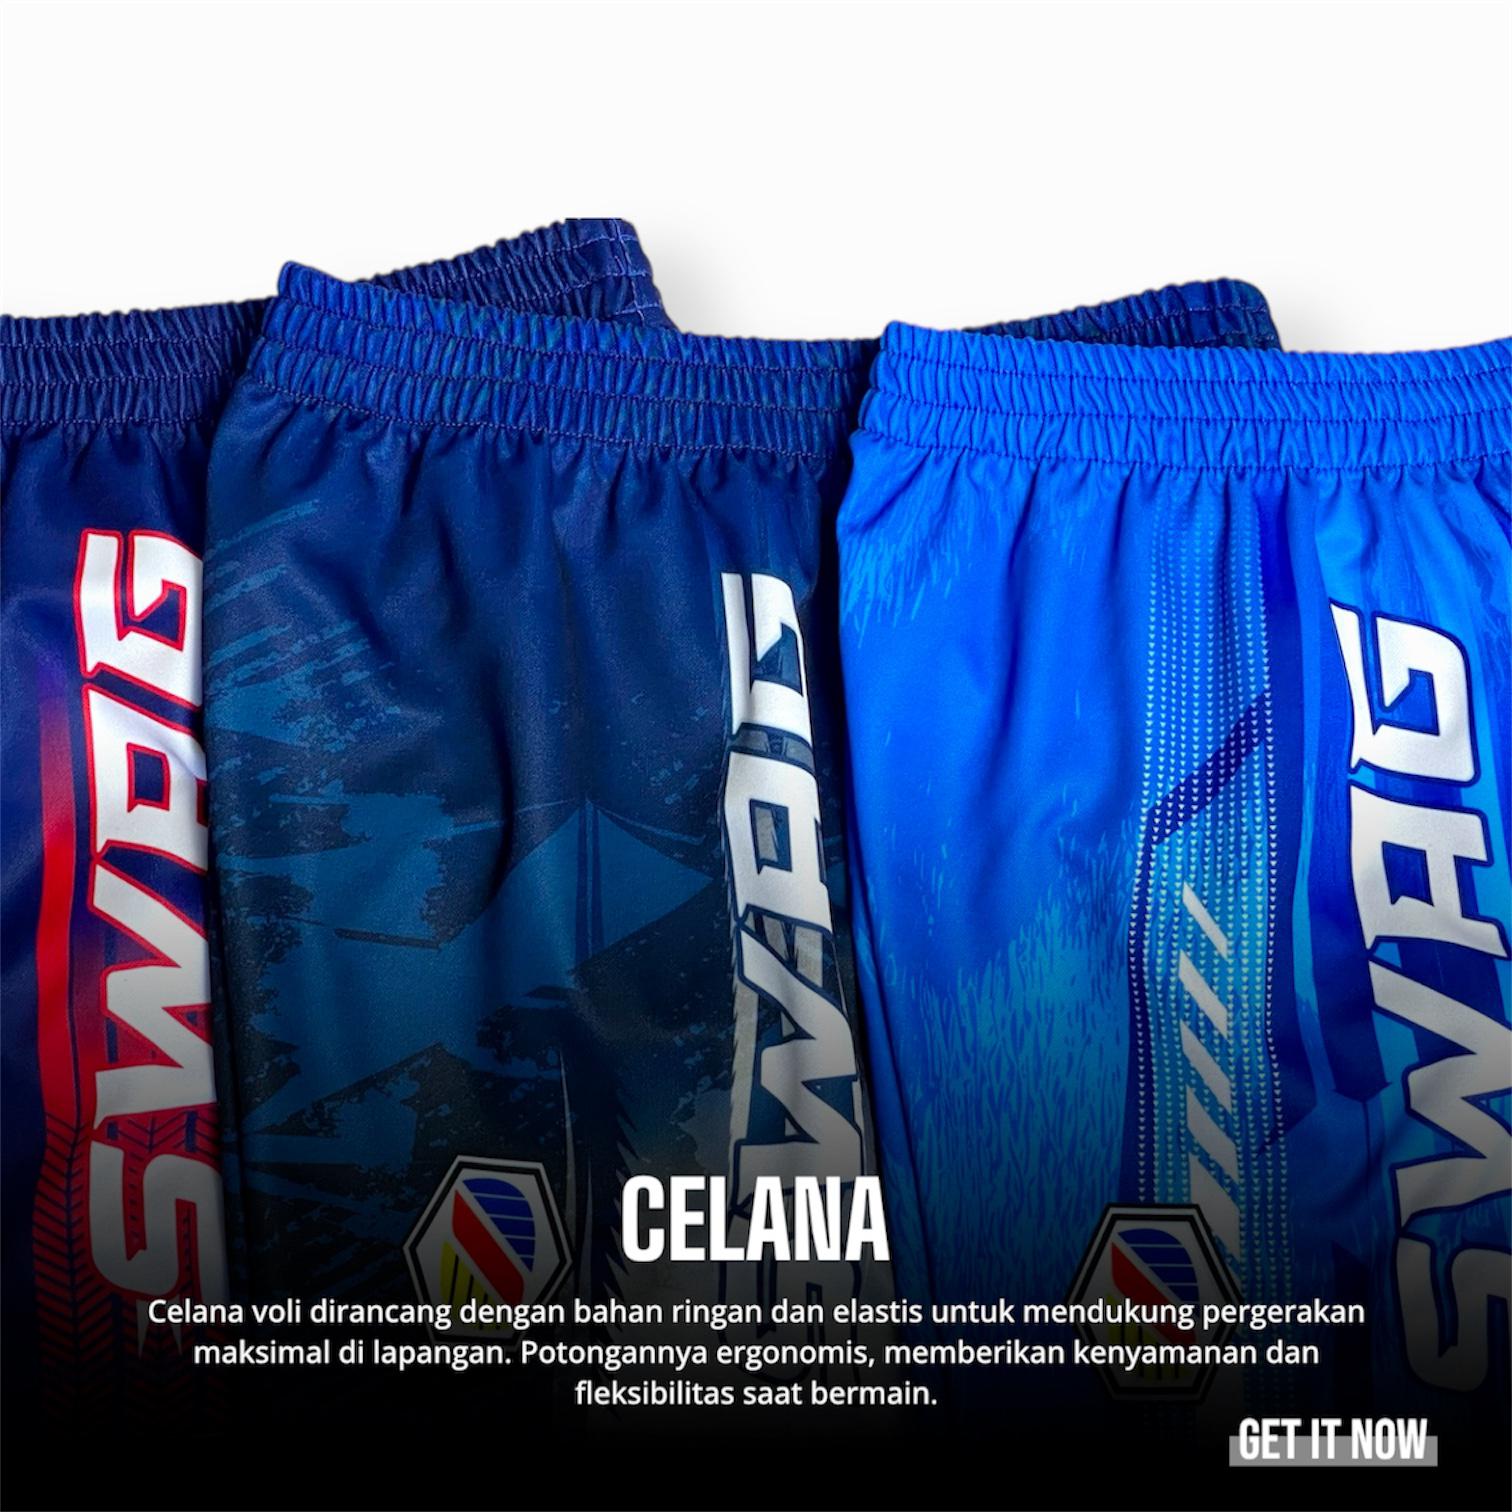 SWAG
SWAG
SWAG
CELANA
Celana voli dirancang dengan bahan ringan dan elastis untuk mendukung pergerakan
maksimal di lapangan. Potongannya ergonomis, memberikan kenyamanan dan
fleksibilitas saat bermain.
GET IT NOW